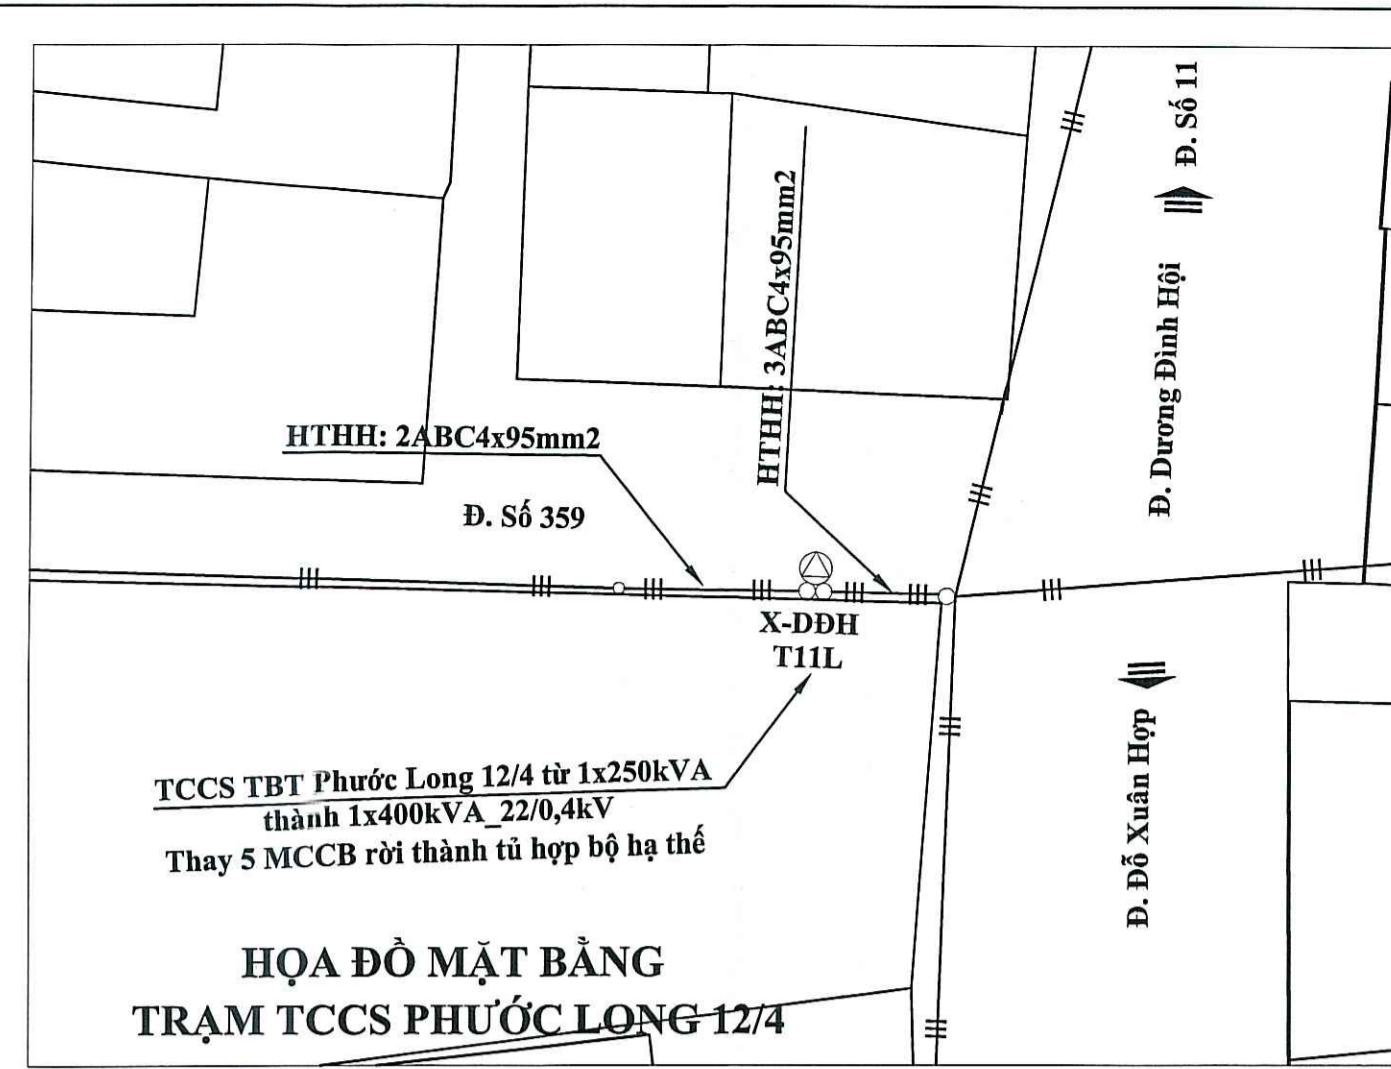 Đ. Số 11
HTHH: 3ABC4x95mm2
Đ. Dương Đình Hội
HTHH: 2ABC4x95mm2
Đ. Số 359
X-DĐH
T11L
Đ. Đỗ Xuân Hợp
TCCS TBT Phước Long 12/4 từ 1x250kVA
thành 1x400kVA_22/0,4kV
Thay 5 MCCB rời thành tủ hợp bộ hạ thế
HỌA ĐỒ MẶT BẰNG
TRẠM TCCS PHƯỚC LONG 12/4